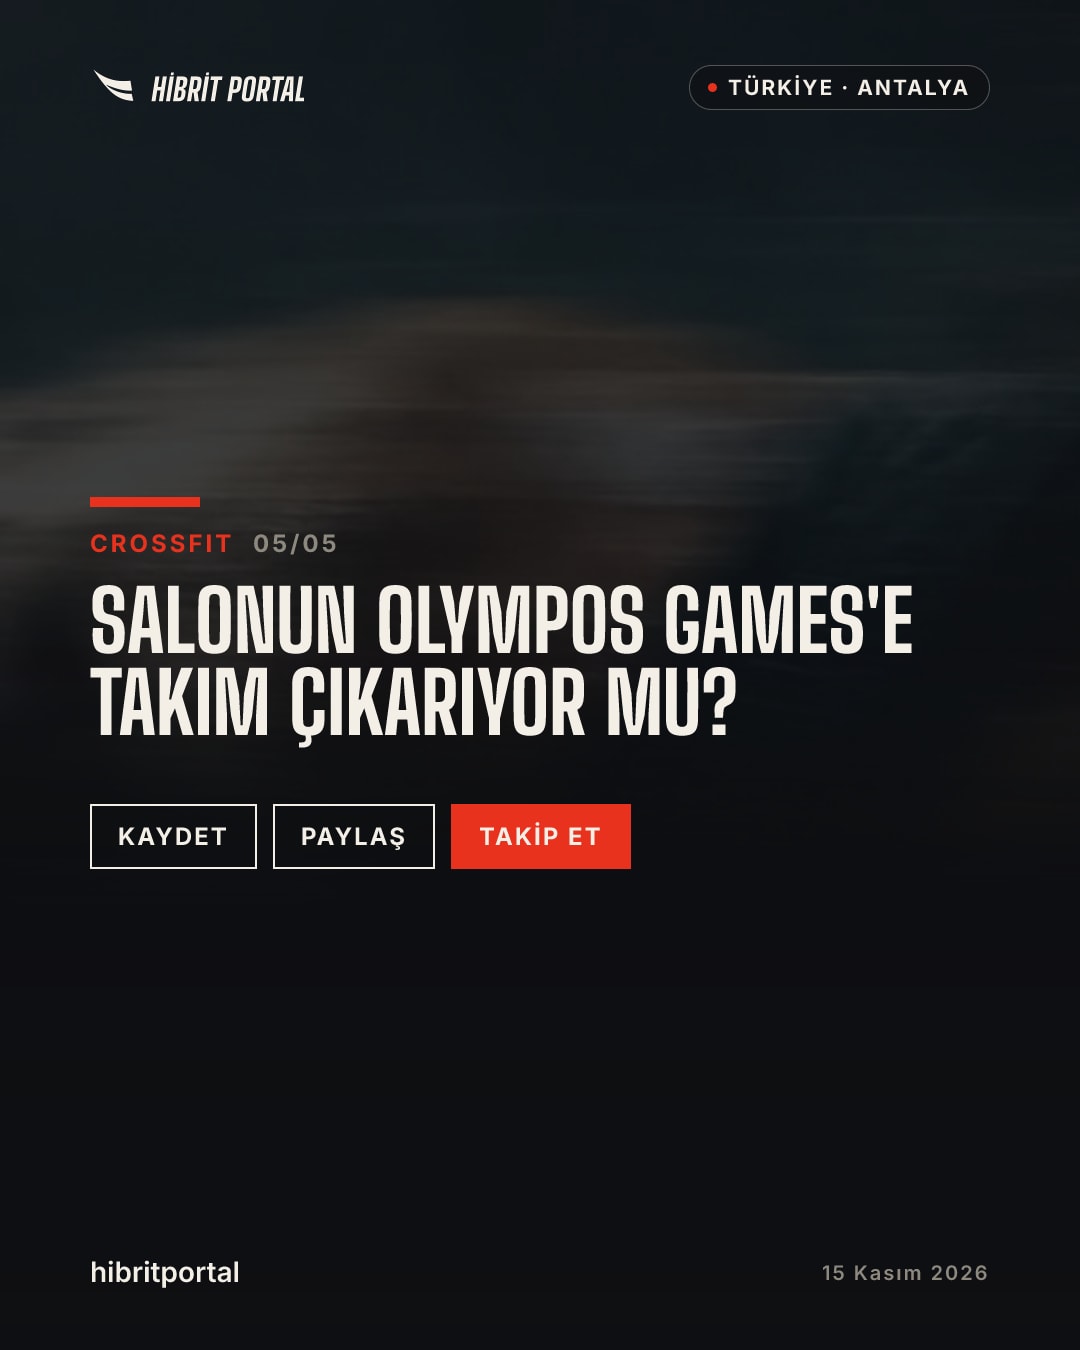 HİBRİT PORTAL
TÜRKİYE · ANTALYA
CROSSFIT 05/05
SALONUN OLYMPOS GAMES'E
TAKIM ÇIKARIYOR MU?
KAYDET
PAYLAŞ
TAKİP ET
hibritportal
15 Kasım 2026